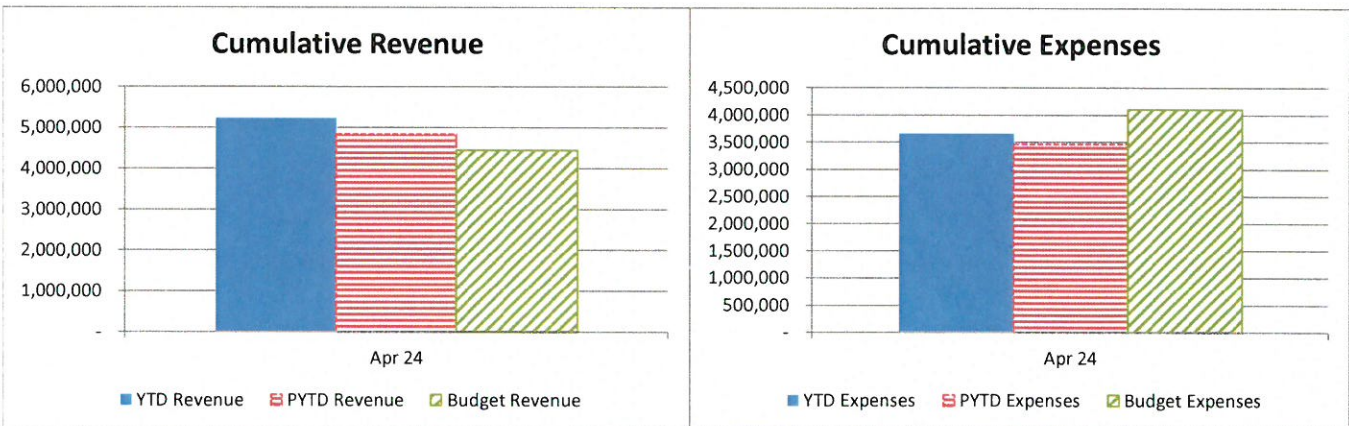 Cumulative Revenue
6,000,000
5,000,000
4,000,000
3,000,000
2,000,000
1,000,000
-
Apr 24
YTD Revenue PYTD Revenue Budget Revenue
Cumulative Expenses
4,500,000
4,000,000
3,500,000
3,000,000
2,500,000
2,000,000
1,500,000
1,000,000
500,000
-
Apr 24
YTD Expenses PYTD Expenses Budget Expenses